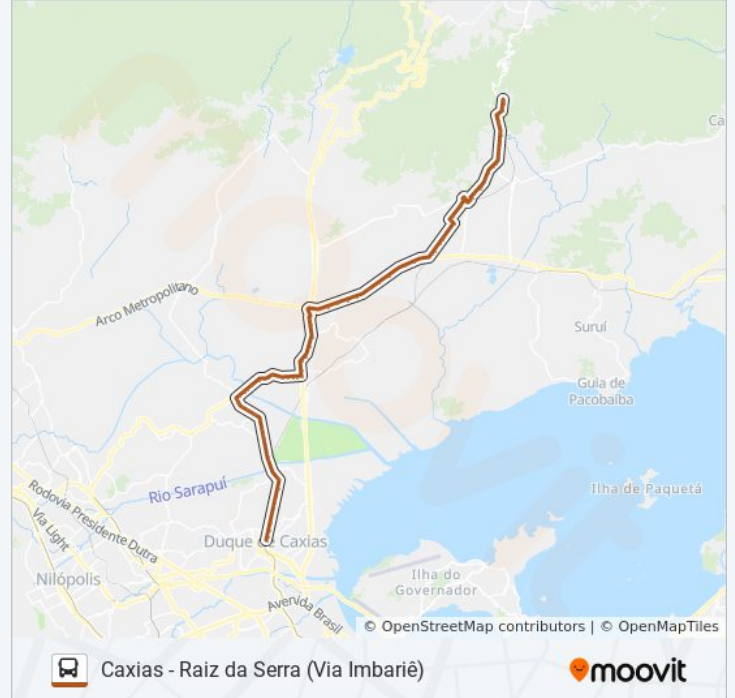 Ca
Arco Metropolitano
Suruí
Guia de
Pacobaíba
Rio Sarapuí
Ilha de Paquetá
Rodovia Presidente Dutra
Via Light
Duque de Caxias
Nilópolis
Ilha do
Governador
Avenida Brasil
© OpenStreetMap contributors | © OpenMapTiles
Caxias - Raiz da Serra (Via Imbariê)
moovit